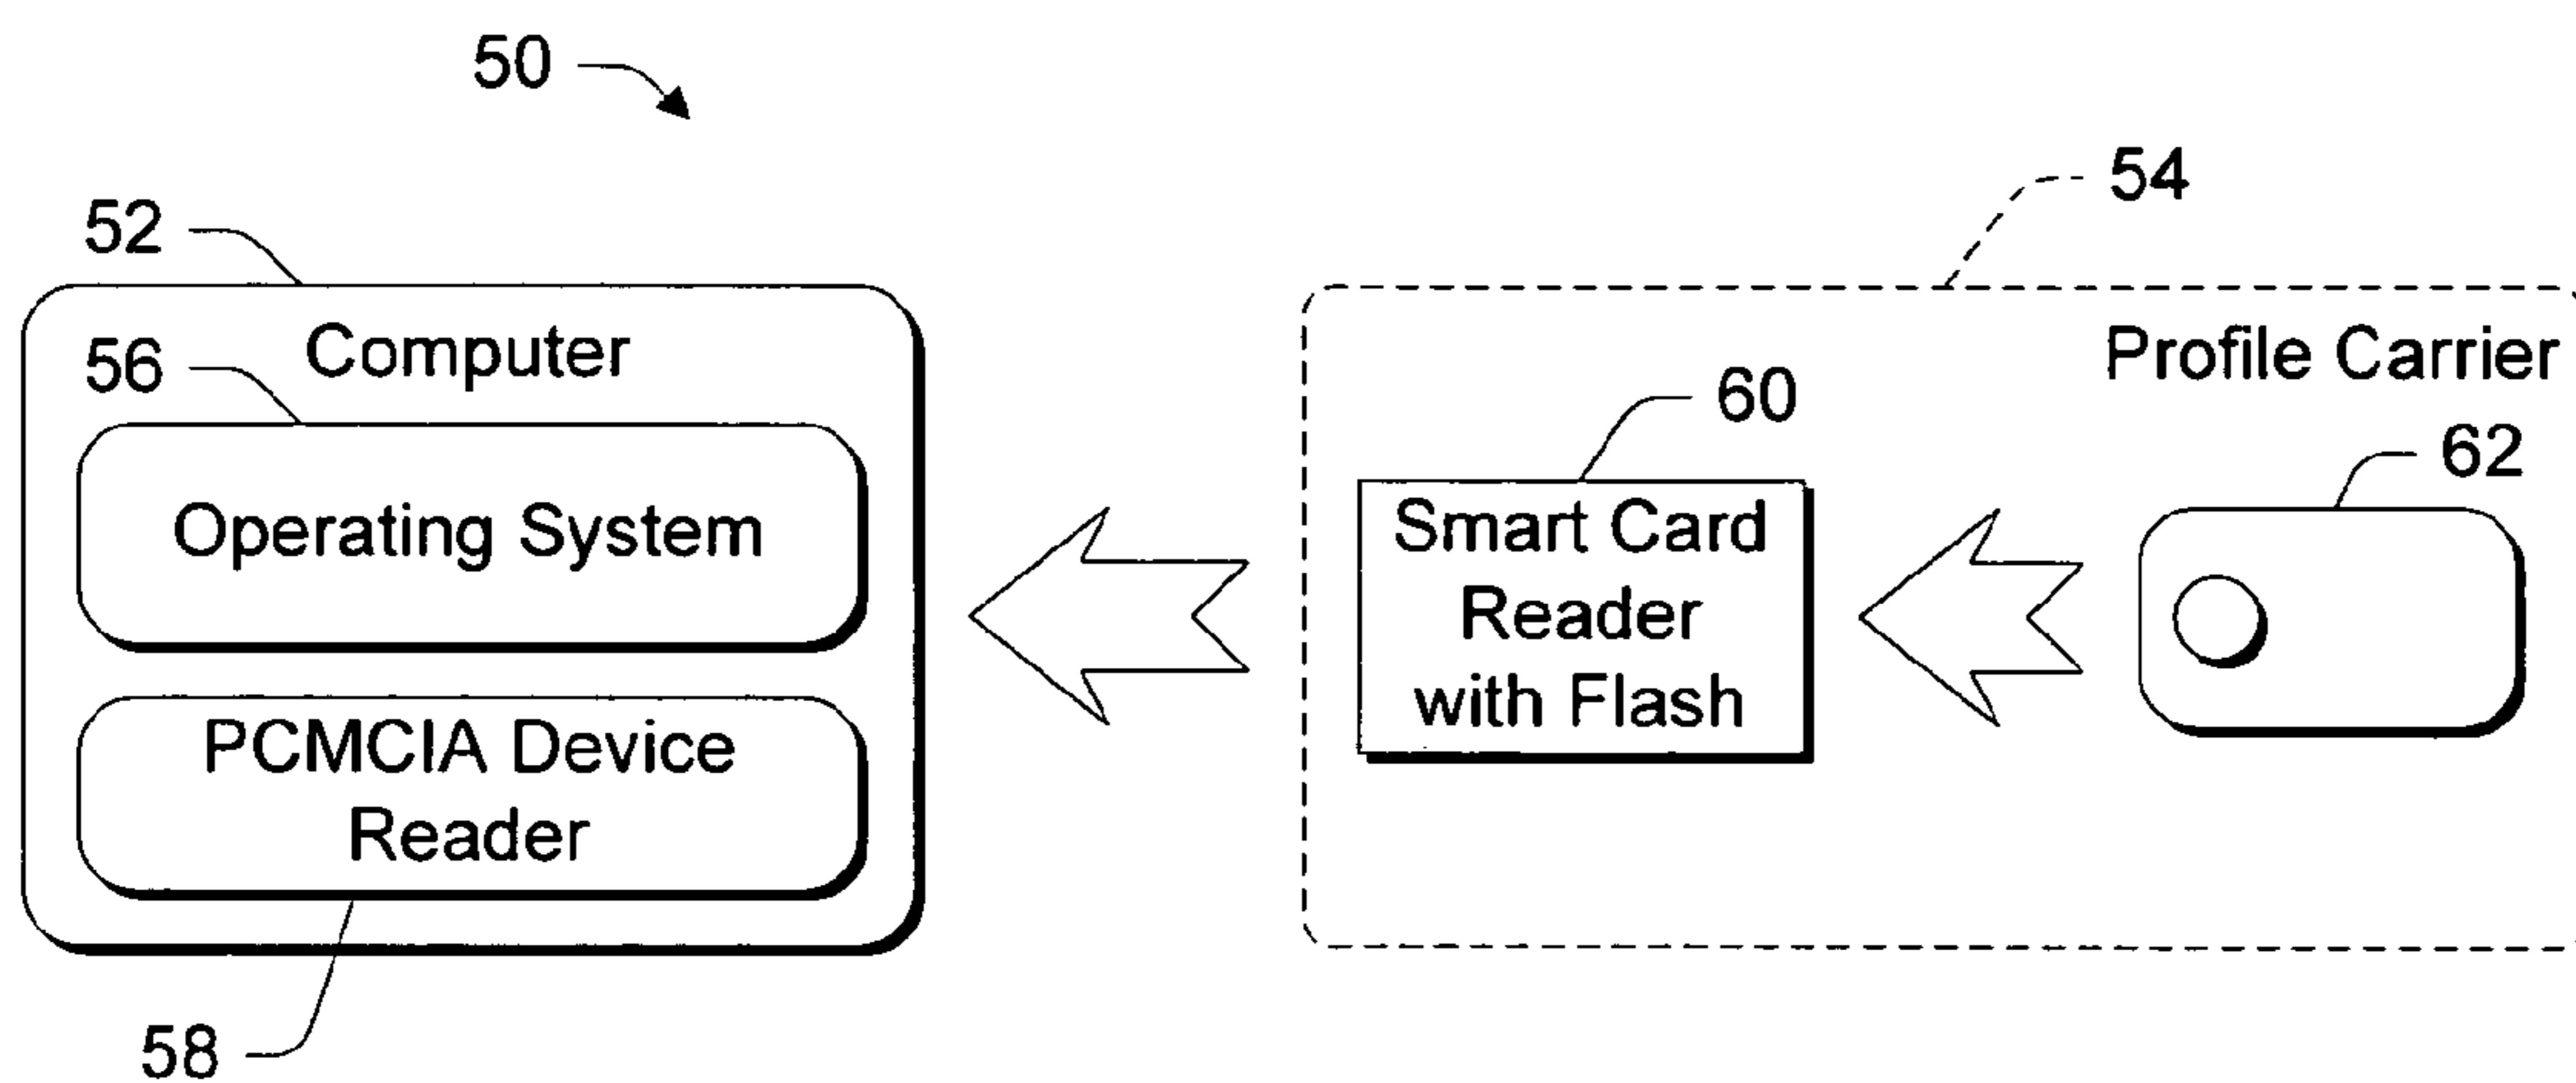 50
54
52
Computer
Profile Carrier
56
60
62
Operating System
Smart Card
Reader
with Flash
PCMCIA Device
Reader
58